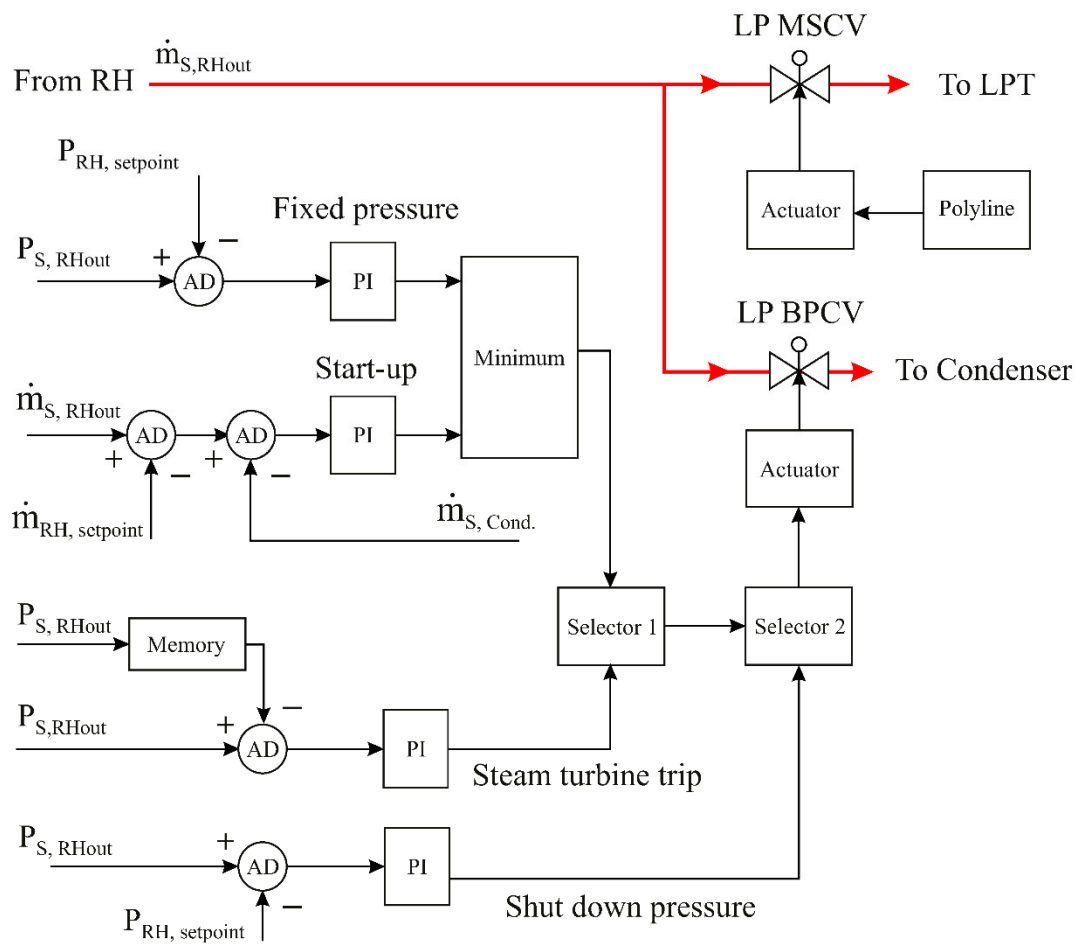 LP MSCV
ṁS,RHout
From RH
To LPT
PRH, setpoint
Fixed pressure
Actuator
Polyline
PS, RHout
+
−
AD
PI
LP BPCV
Minimum
Start-up
To Condenser
ṁS, RHout
AD
AD
PI
+
−
+
−
Actuator
ṁRH, setpoint
ṁS, Cond.
PS, RHout
Memory
Selector 1
Selector 2
PS,RHout
+
−
AD
PI
Steam turbine trip
PS, RHout
+
AD
PI
−
Shut down pressure
PRH, setpoint